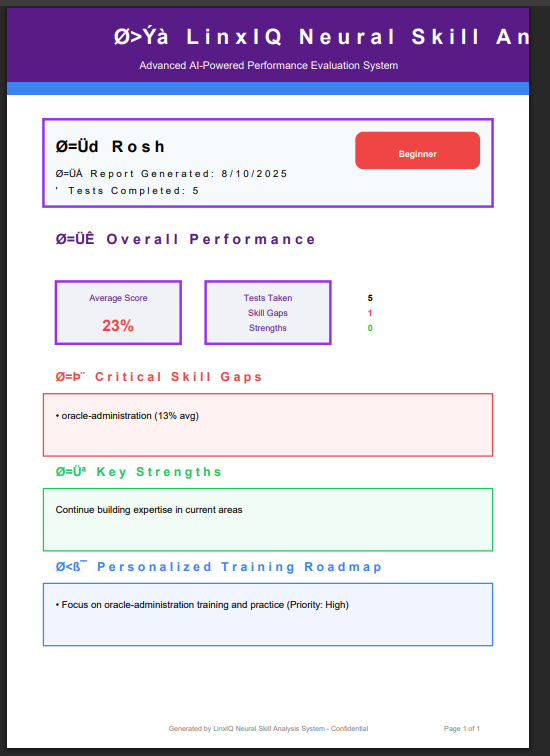 Ø>Ýà LinxIQ Neural Skill An
Advanced AI-Powered Performance Evaluation System
Ø=Üd Rosh
Beginner
Ø=ÜÅ Report Generated: 8/10/2025
' Tests Completed: 5
Ø=ÜÊ Overall Performance
Average Score
23%
Tests Taken 5
Skill Gaps 1
Strengths 0
Ø=Þ¨ Critical Skill Gaps
• oracle-administration (13% avg)
Ø=Üª Key Strengths
Continue building expertise in current areas
Ø<ß¯ Personalized Training Roadmap
• Focus on oracle-administration training and practice (Priority: High)
Generated by LinxIQ Neural Skill Analysis System - Confidential
Page 1 of 1